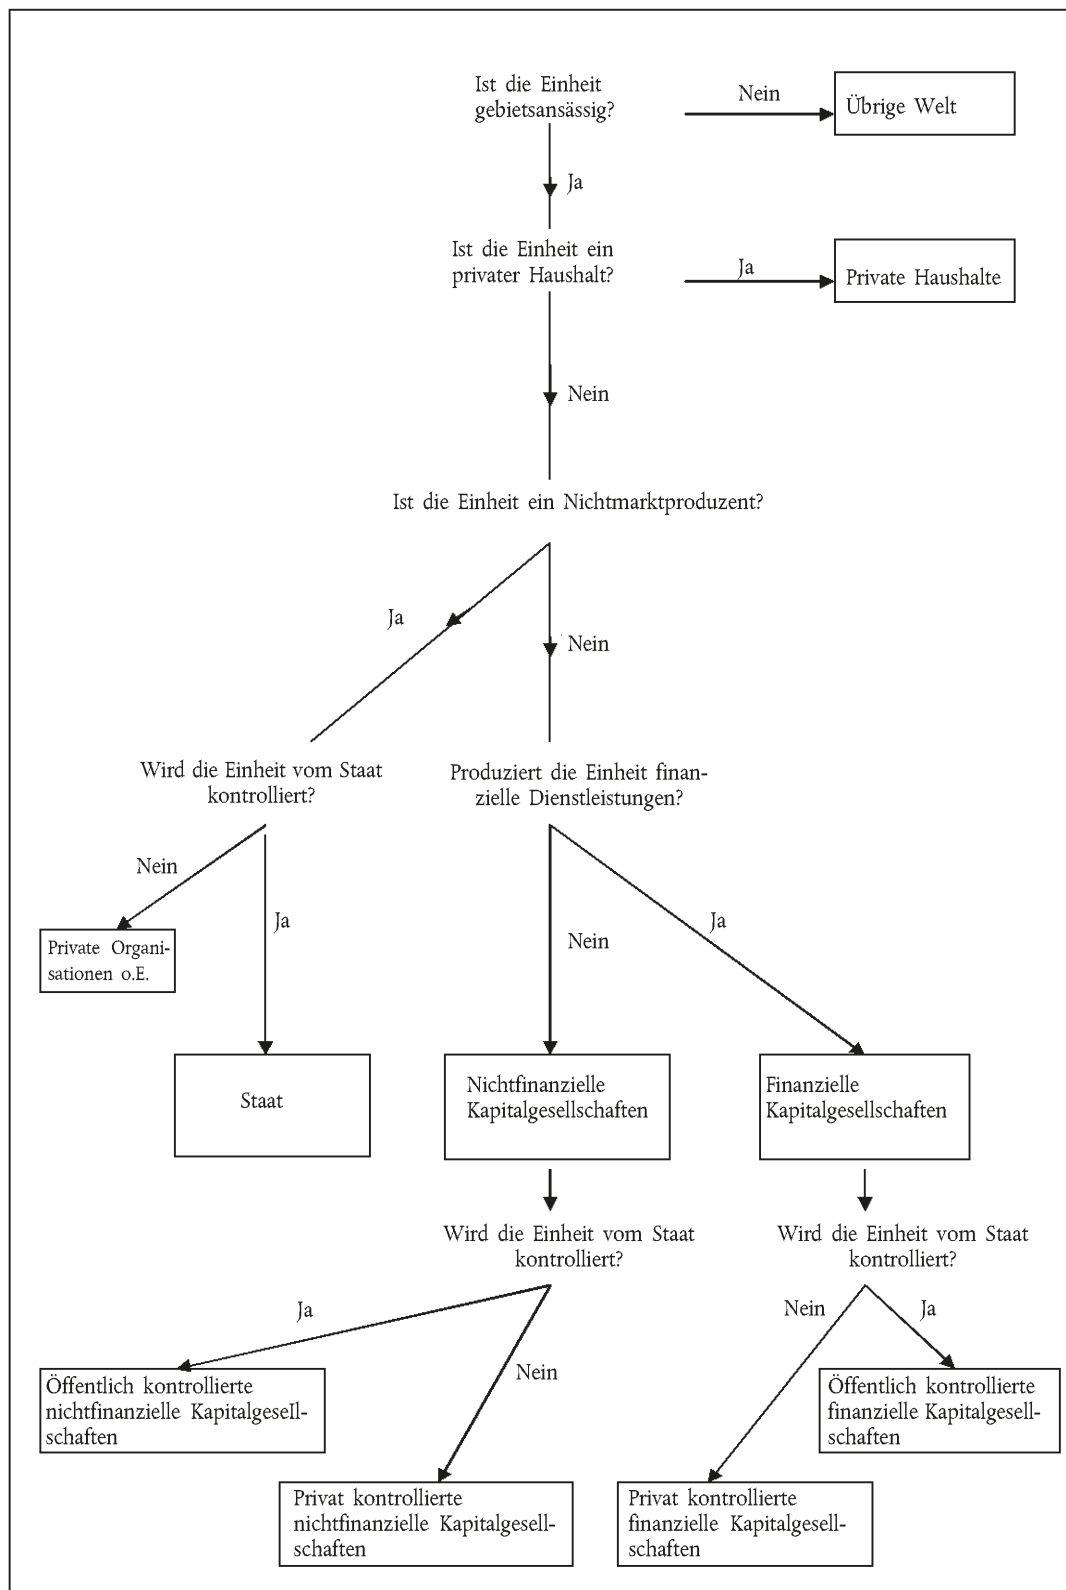 Ist die Einheit
gebietsansässig?
Nein
Übrige Welt
Ja
Ist die Einheit ein
privater Haushalt?
Ja
Private Haushalte
Nein
Ist die Einheit ein Nichtmarktproduzent?
Ja
Nein
Wird die Einheit vom Staat
kontrolliert?
Produziert die Einheit finan-
zielle Dienstleistungen?
Nein
Ja
Nein
Ja
Private Organi-
sationen o.E.
Staat
Nichtfinanzielle
Kapitalgesellschaften
Finanzielle
Kapitalgesellschaften
Wird die Einheit vom Staat
kontrolliert?
Wird die Einheit vom Staat
kontrolliert?
Ja
Nein
Nein
Ja
Öffentlich kontrollierte
nichtfinanzielle Kapitalgesell-
schaften
Öffentlich kontrollierte
finanzielle Kapitalgesell-
schaften
Privat kontrollierte
nichtfinanzielle Kapitalgesell-
schaften
Privat kontrollierte
finanzielle Kapitalgesell-
schaften